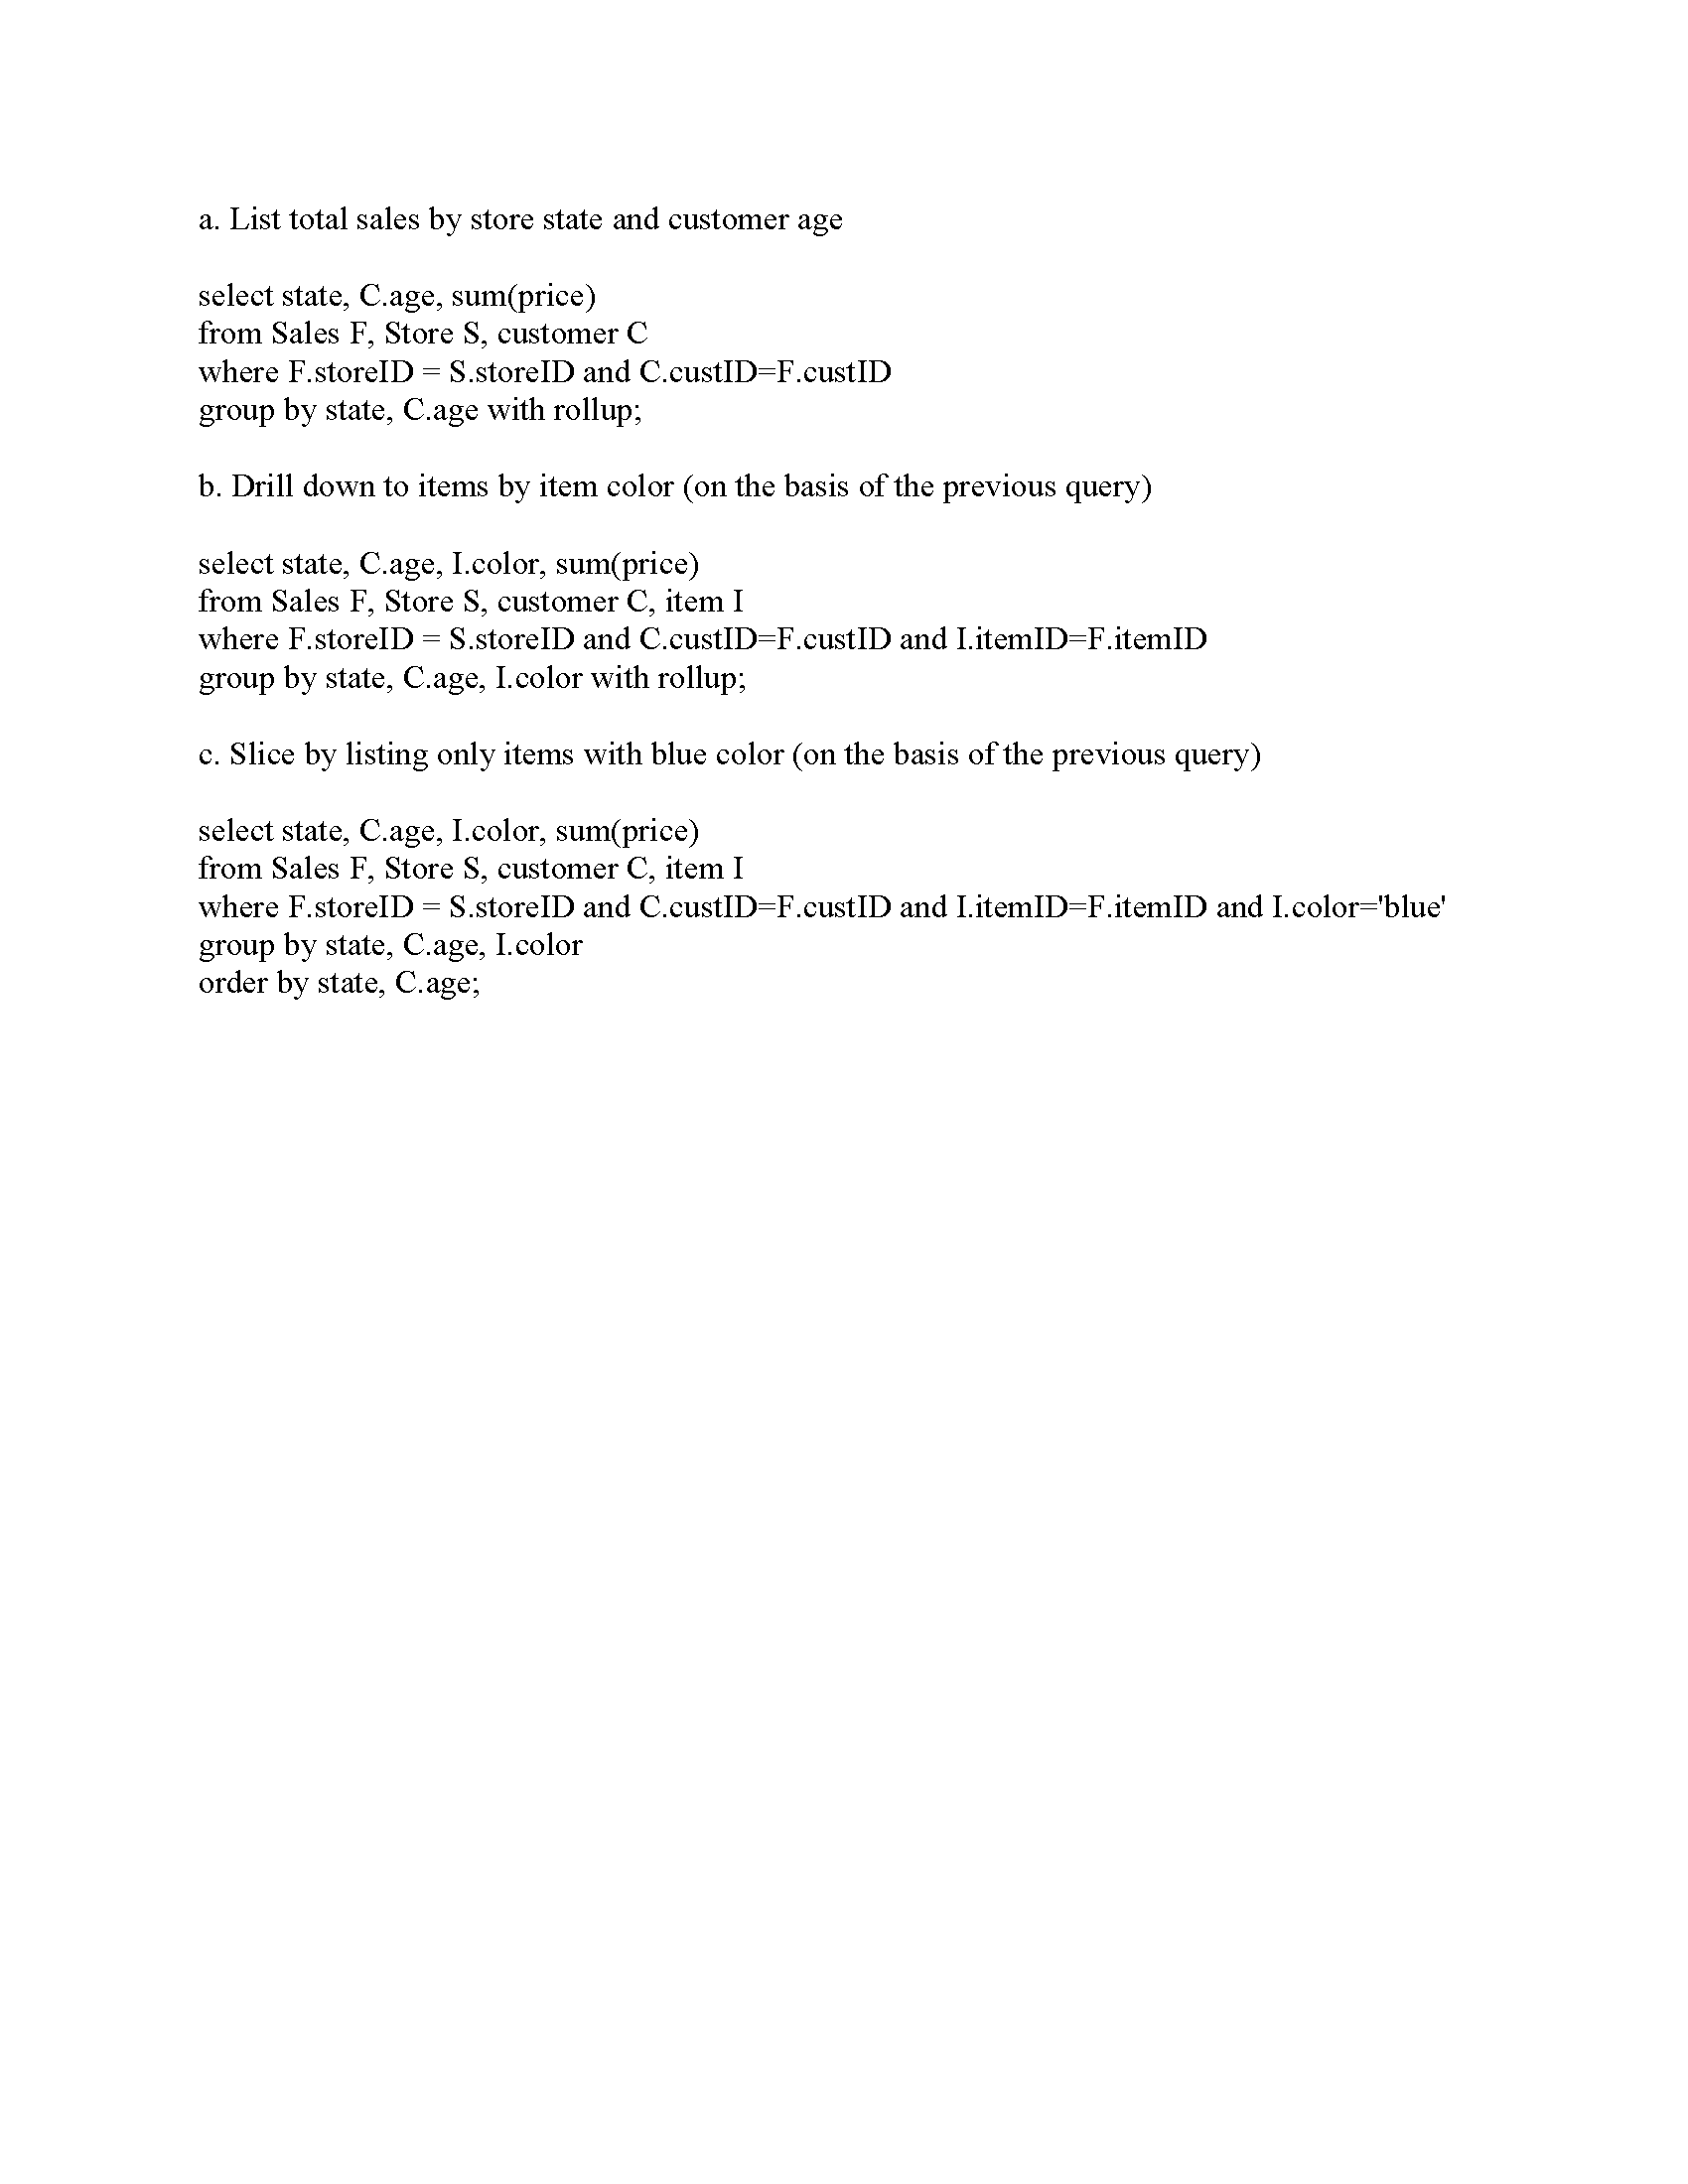 a. List total sales by store state and customer age
select state, C.age, sum(price)
from Sales F, Store S, customer C
where F.storeID = S.storeID and C.custID=F.custID
group by state, C.age with rollup;
b. Drill down to items by item color (on the basis of the previous query)
select state, C.age, I.color, sum(price)
from Sales F, Store S, customer C, item I
where F.storeID = S.storeID and C.custID=F.custID and I.itemID=F.itemID
group by state, C.age, I.color with rollup;
c. Slice by listing only items with blue color (on the basis of the previous query)
select state, C.age, I.color, sum(price)
from Sales F, Store S, customer C, item I
where F.storeID = S.storeID and C.custID=F.custID and I.itemID=F.itemID and I.color='blue'
group by state, C.age, I.color
order by state, C.age;